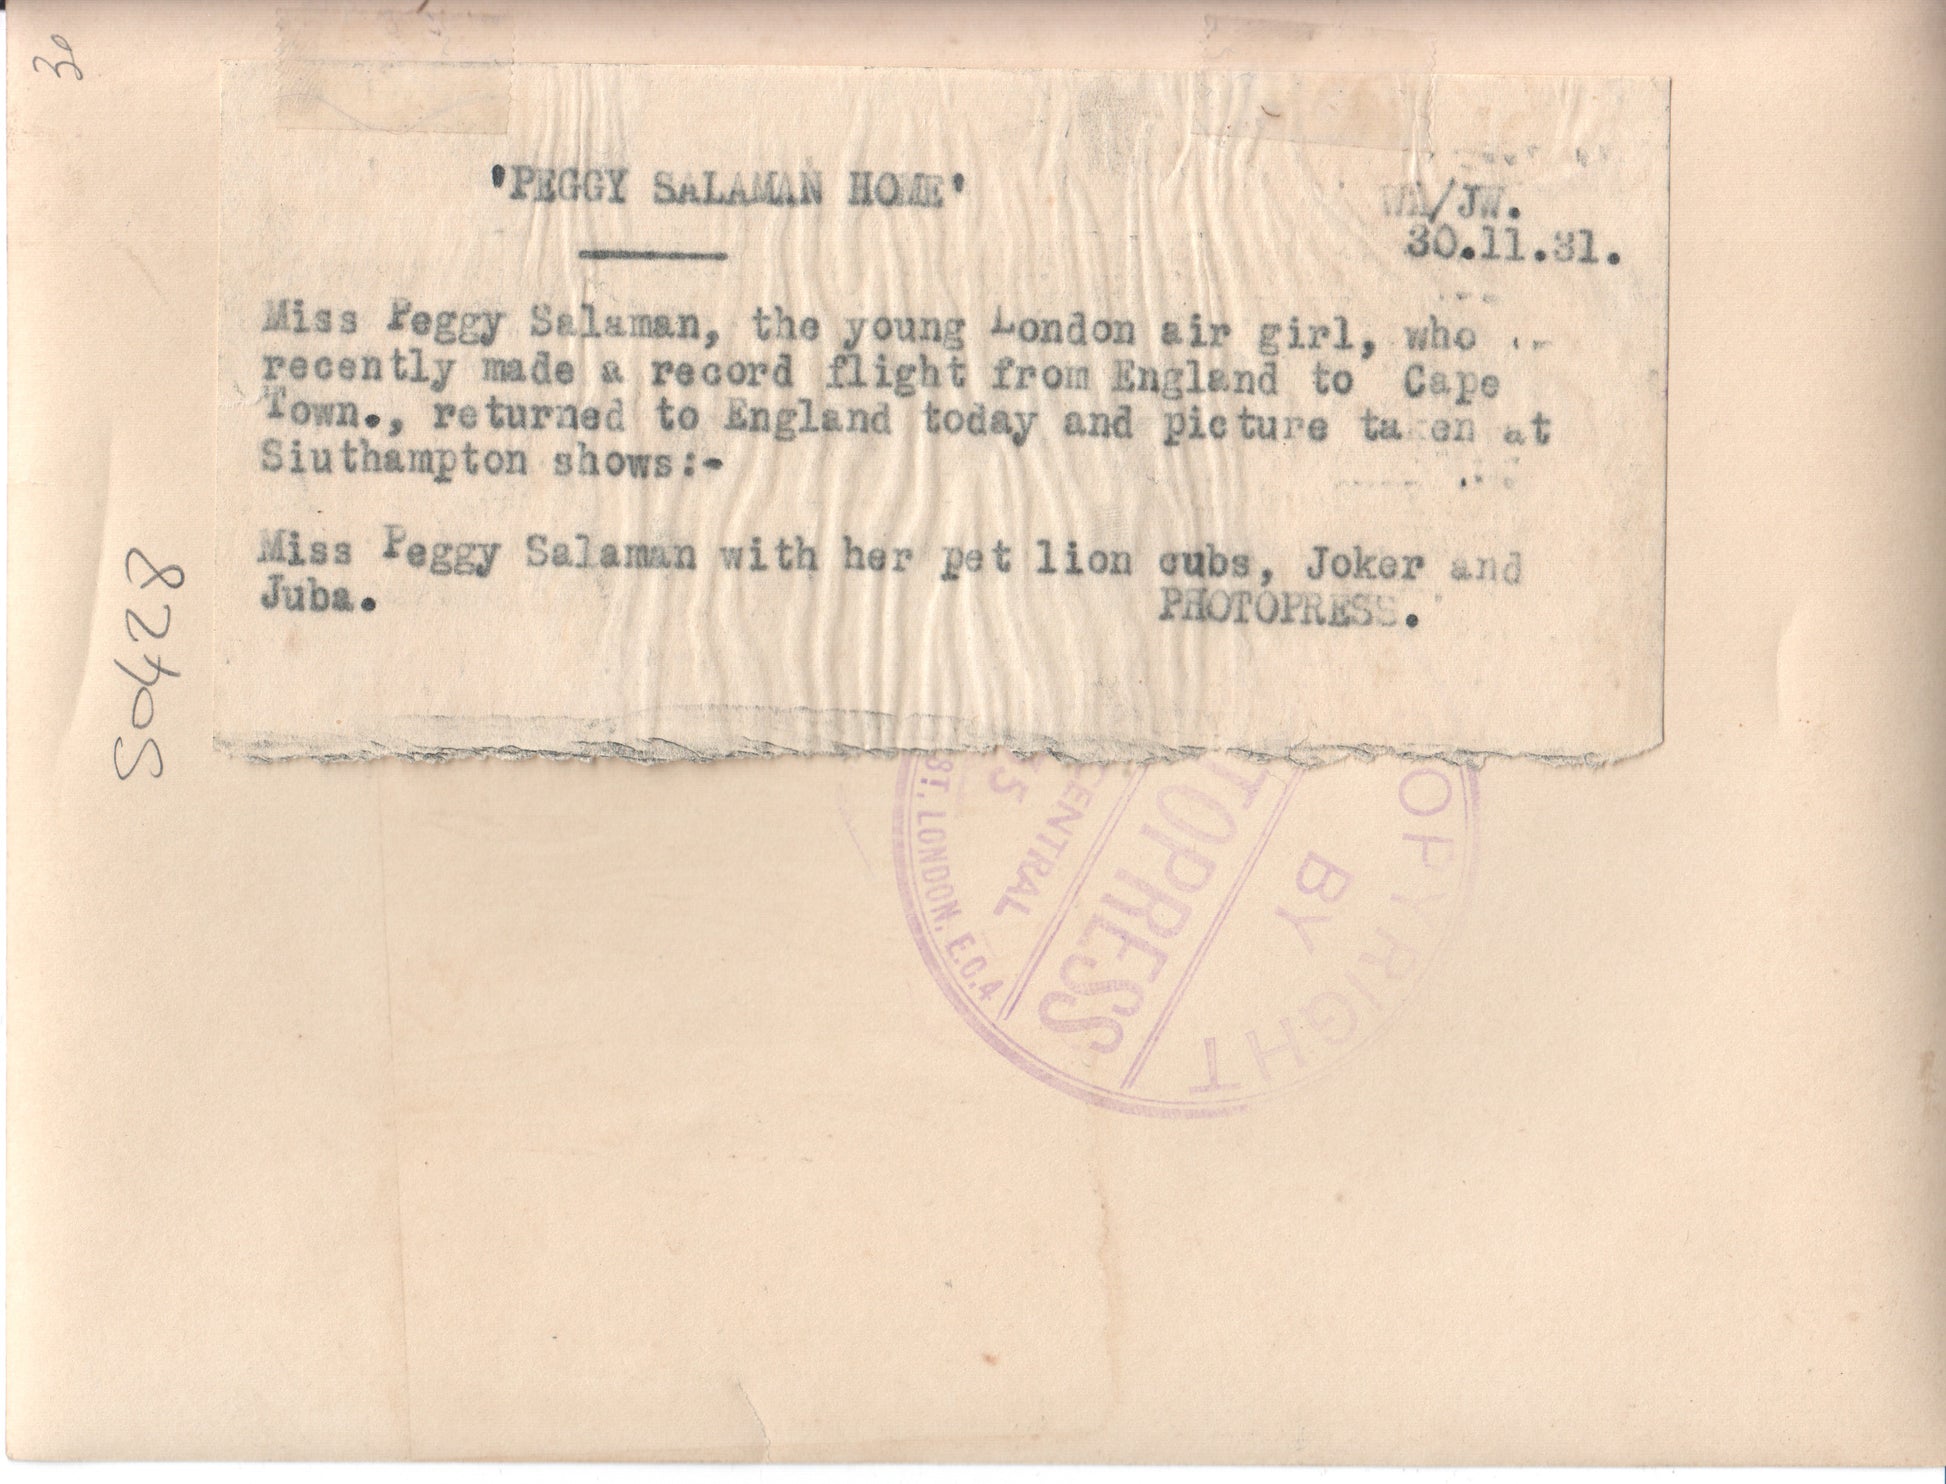 30
'PEGGY SALAMAN HOME'
/JW.
30.11.31.
Miss Peggy Salaman, the young London air girl, who
recently made a record flight from England to Cape
Town., returned to England today and picture taken at
Siuthampton shows:-
Miss Peggy Salaman with her pet lion cubs, Joker and
Juba.
PHOTOPRESS.
S0428
OPYRIGHT
BY
TOPRESS
CENTRAL
ST, LONDON, E.C.4